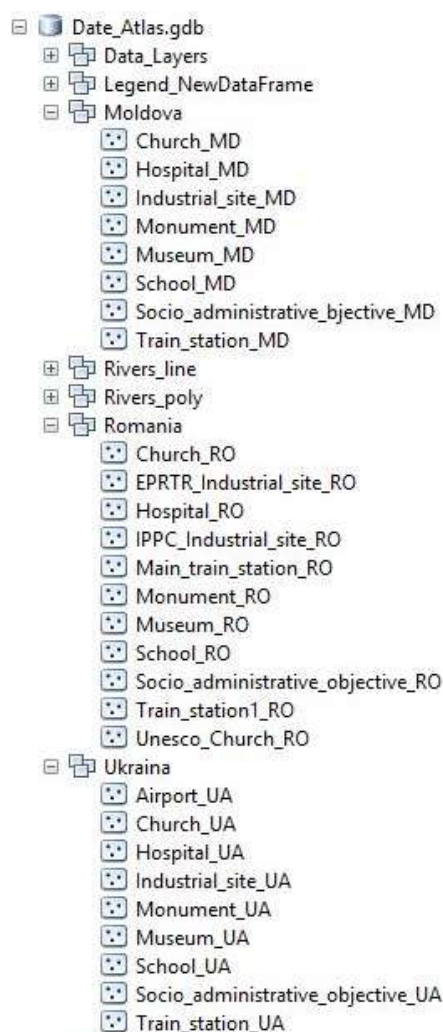 Date_Atlas.gdb
Data_Layers
Legend_NewDataFrame
Moldova
Church_MD
Hospital_MD
Industrial_site_MD
Monument_MD
Museum_MD
School_MD
Socio_administrative_bjective_MD
Train_station_MD
Rivers_line
Rivers_poly
Romania
Church_RO
EPRTR_Industrial_site_RO
Hospital_RO
IPPC_Industrial_site_RO
Main_train_station_RO
Monument_RO
Museum_RO
School_RO
Socio_administrative_objective_RO
Train_station1_RO
Unesco_Church_RO
Ukraina
Airport_UA
Church_UA
Hospital_UA
Industrial_site_UA
Monument_UA
Museum_UA
School_UA
Socio_administrative_objective_UA
Train_station_UA